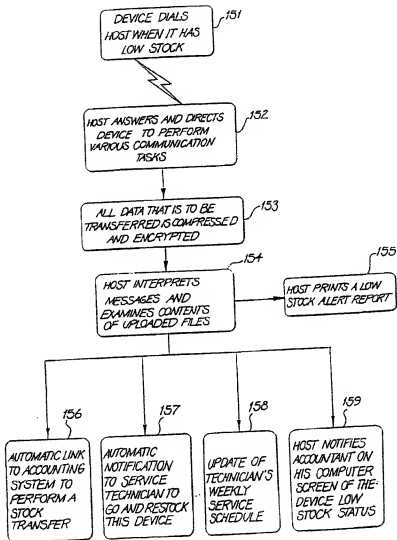 DEVICE DIALS
HOST WHEN IT HAS
LOW STOCK
151
HOST ANSWERS AND DIRECTS
DEVICE TO PERFORM
VARIOUS COMMUNICATION
TASKS
152
ALL DATA THAT IS TO BE
TRANSFERRED IS COMPRESSED
AND ENCRYPTED
153
HOST INTERPRETS
MESSAGES AND
EXAMINES CONTENTS
OF UPLOADED FILES
154
HOST PRINTS A LOW
STOCK ALERT REPORT
155
AUTOMATIC LINK
TO ACCOUNTING
SYSTEM TO
PERFORM A
STOCK
TRANSFER
156
AUTOMATIC
NOTIFICATION
TO SERVICE
TECHNICIAN TO
GO AND RESTOCK
THIS DEVICE
157
UPDATE OF
TECHNICIAN'S
WEEKLY
SERVICE
SCHEDULE
158
HOST NOTIFIES
ACCOUNTANT ON
HIS COMPUTER
SCREEN OF THE
DEVICE LOW
STOCK STATUS
159